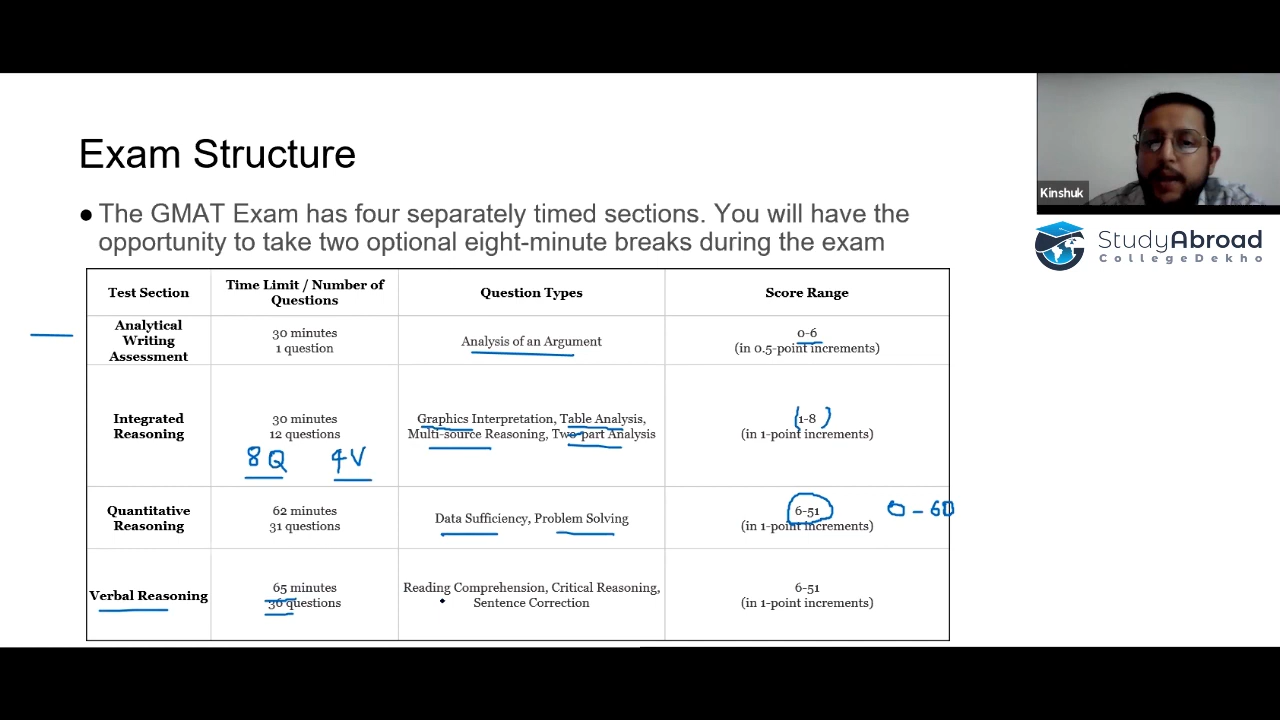 Exam Structure
● The GMAT Exam has four separately timed sections. You will have the
opportunity to take two optional eight-minute breaks during the exam
Kinshuk
StudyAbroad
CollegeDekho
Test Section
Time Limit / Number of
Questions
Question Types
Score Range
Analytical
Writing
Assessment
30 minutes
1 question
Analysis of an Argument
0-6
(in 0.5-point increments)
Integrated
Reasoning
30 minutes
12 questions
8Q 4V
Graphics Interpretation, Table Analysis,
Multi-source Reasoning, Two-part Analysis
(1-8)
(in 1-point increments)
Quantitative
Reasoning
62 minutes
31 questions
Data Sufficiency, Problem Solving
6-51
(in 1-point increments)
0-60
Verbal Reasoning
65 minutes
36 questions
Reading Comprehension, Critical Reasoning,
Sentence Correction
6-51
(in 1-point increments)